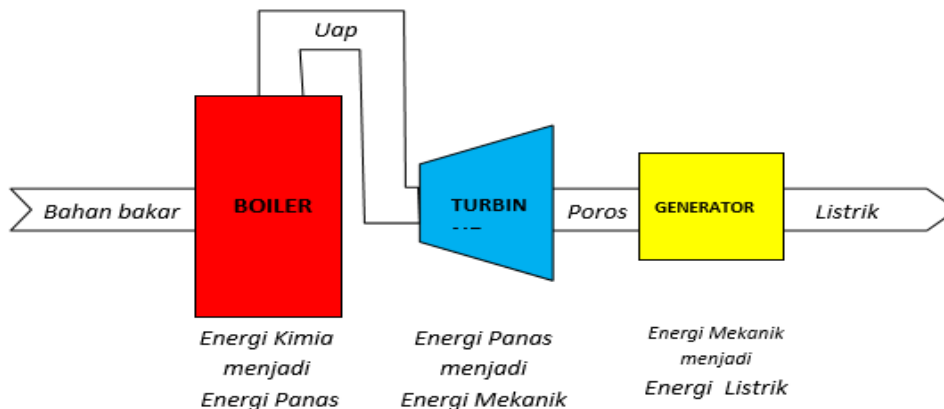 Uap
Bahan bakar
BOILER
TURBIN
Poros
GENERATOR
Listrik
Energi Kimia
menjadi
Energi Panas
Energi Panas
menjadi
Energi Mekanik
Energi Mekanik
menjadi
Energi Listrik